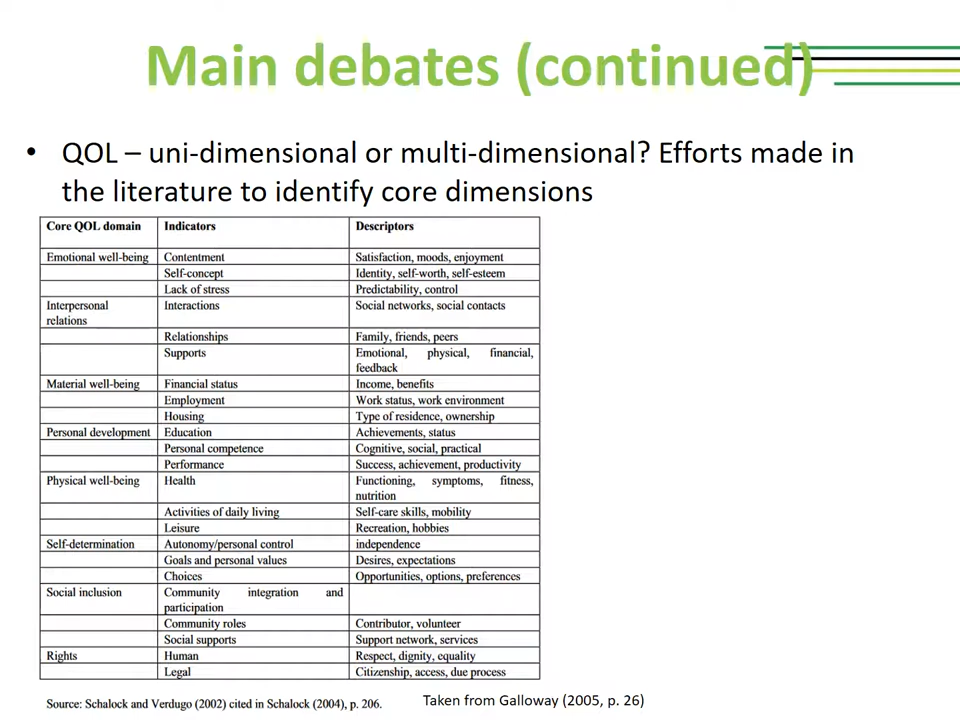 Main debates (continued)
• QOL – uni-dimensional or multi-dimensional? Efforts made in
the literature to identify core dimensions
Core QOL domain Indicators Descriptors
Emotional well-being Contentment Satisfaction, moods, enjoyment
Self-concept Identity, self-worth, self-esteem
Lack of stress Predictability, control
Interpersonal Interactions Social networks, social contacts
relations
Relationships Family, friends, peers
Supports Emotional, physical, financial,
feedback
Material well-being Financial status Income, benefits
Employment Work status, work environment
Housing Type of residence, ownership
Personal development Education Achievements, status
Personal competence Cognitive, social, practical
Performance Success, achievement, productivity
Physical well-being Health Functioning, symptoms, fitness,
nutrition
Activities of daily living Self-care skills, mobility
Leisure Recreation, hobbies
Self-determination Autonomy/personal control independence
Goals and personal values Desires, expectations
Choices Opportunities, options, preferences
Social inclusion Community integration and
participation
Community roles Contributor, volunteer
Social supports Support network, services
Rights Human Respect, dignity, equality
Legal Citizenship, access, due process
Source: Schalock and Verdugo (2002) cited in Schalock (2004), p. 206.
Taken from Galloway (2005, p. 26)